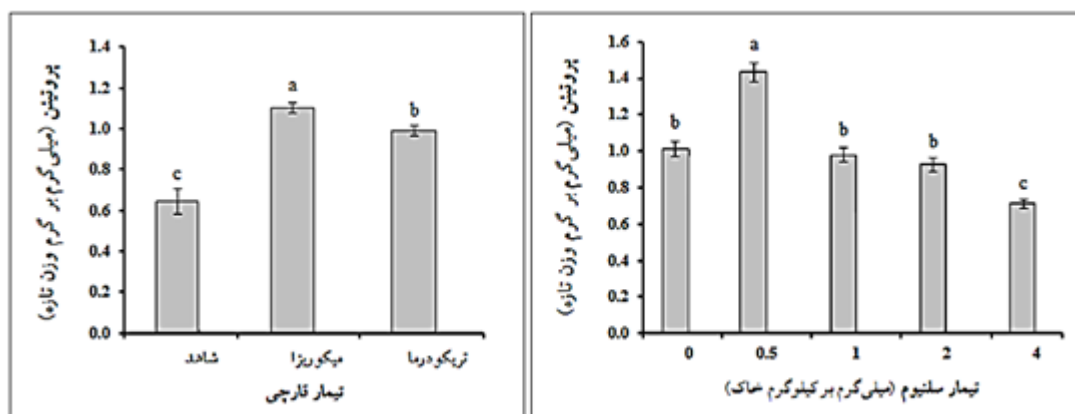 پروتئین (میلی‌گرم بر گرم وزن تازه)
1.4
1.2
1.0
0.8
0.6
0.4
0.2
0.0
c
a
b
شاهد میکوریزا تریکودرما
تیمار قارچی
پروتئین (میلی‌گرم بر گرم وزن تازه)
1.6
1.4
1.2
1.0
0.8
0.6
0.4
0.2
0.0
b
a
b
b
c
0 0.5 1 2 4
تیمار سلنیوم (میلی‌گرم بر کیلوگرم خاک)